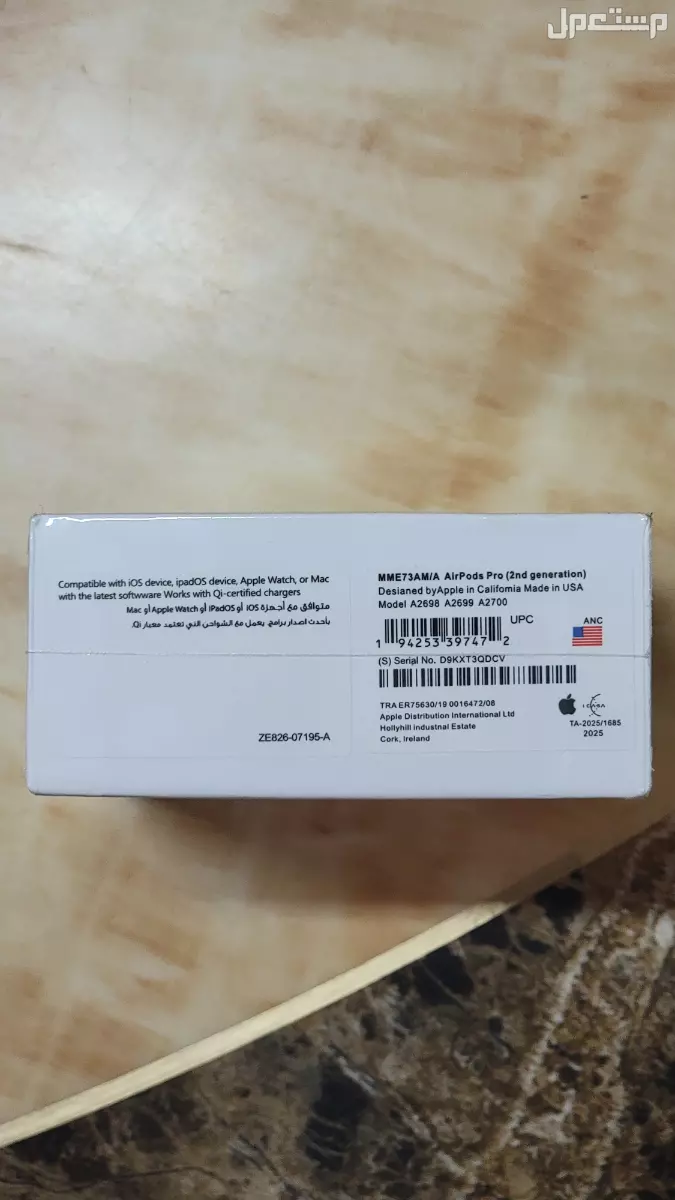 مستعمل
Compatible with iOS device, ipadOS device, Apple Watch, or Mac
with the latest softwware Works with Qi-certified chargers
متوافق مع أجهزة iOS أو iPadOS أو Apple Watch أو Mac
بأحدث اصدار برامج. يعمل مع الشواحن التي تعتمد معيار Qi.
ZE826-07195-A
MME73AM/A AirPods Pro (2nd generation)
Desianed byApple in Califomia Made in USA
Model A2698 A2699 A2700
UPC
1 94253 39747 2
ANC
(S) Serial No. D9KXT3QDCV
TRA ER75630/19 0016472/08
Apple Distribution International Ltd
Hollyhill industnal Estate
Cork, Ireland
ICASA
TA-2025/1685
2025